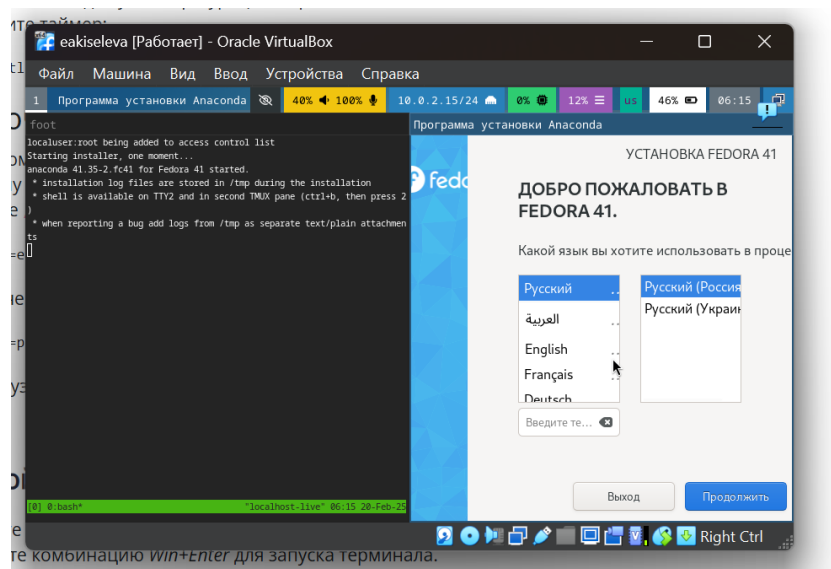 eakiseleva [Работает] - Oracle VirtualBox
Файл Машина Вид Ввод Устройства Справка
1 Программа установки Anaconda 40% 100% 10.0.2.15/24 0% 12% us 46% 06:15
foot
Программа установки Anaconda
localuser:root being added to access control list
Starting installer, one moment...
anaconda 41.35-2.fc41 for Fedora 41 started.
* installation log files are stored in /tmp during the installation
* shell is available on TTY2 and in second TMUX pane (ctrl+b, then press 2
)
* when reporting a bug add logs from /tmp as separate text/plain attachmen
ts
[0] 0:bash* "localhost-live" 06:15 20-Feb-25
fedo
УСТАНОВКА FEDORA 41
ДОБРО ПОЖАЛОВАТЬ В
FEDORA 41.
Какой язык вы хотите использовать в проце
Русский
العربية
English
Français
Deutsch
Русский (Россия
Русский (Украин
Введите те...
Выход
Продолжить
Right Ctrl
те комбинацию Win+Enter для запуска терминала.